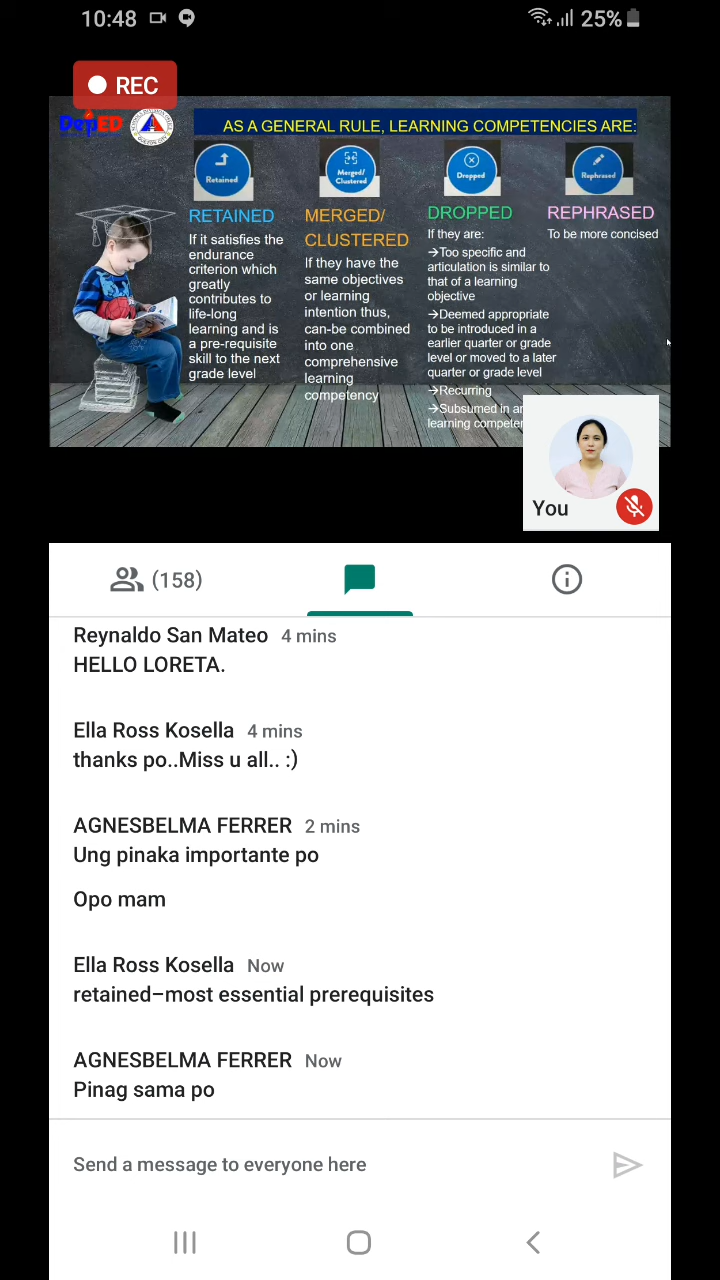 10:48
25%
REC
DepED
AS A GENERAL RULE, LEARNING COMPETENCIES ARE:
Retained
RETAINED
If it satisfies the
endurance
criterion which
greatly
contributes to
life-long
learning and is
a pre-requisite
skill to the next
grade level
Merged/
Clustered
MERGED/
CLUSTERED
If they have the
same objectives
or learning
intention thus,
can-be combined
into one
comprehensive
learning
competency
Dropped
DROPPED
If they are:
→Too specific and
articulation is similar to
that of a learning
objective
→Deemed appropriate
to be introduced in a
earlier quarter or grade
level or moved to a later
quarter or grade level
→Recurring
→Subsumed in
learning
Rephrased
REPHRASED
To be more concised
You
(158)
Reynaldo San Mateo 4 mins
HELLO LORETA.
Ella Ross Kosella 4 mins
thanks po..Miss u all.. :)
AGNESBELMA FERRER 2 mins
Ung pinaka importante po
Opo mam
Ella Ross Kosella Now
retained–most essential prerequisites
AGNESBELMA FERRER Now
Pinag sama po
Send a message to everyone here